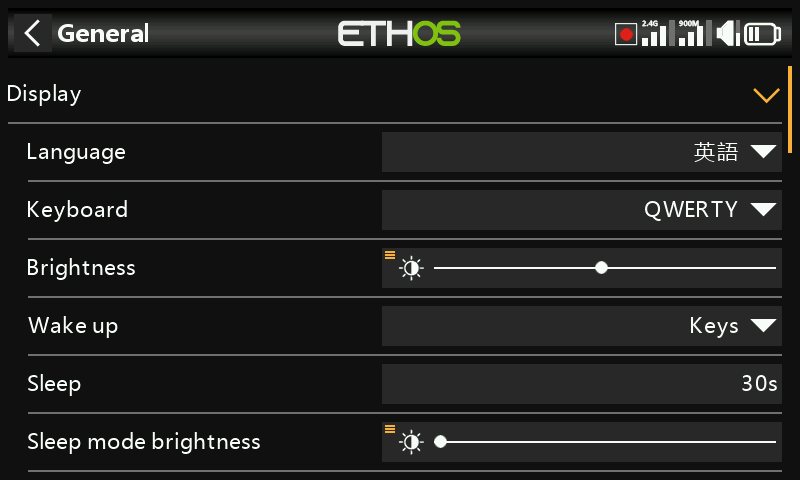 General
ETHOS
2.4G
900M
Display
Language
英語
Keyboard
QWERTY
Brightness
Wake up
Keys
Sleep
30s
Sleep mode brightness